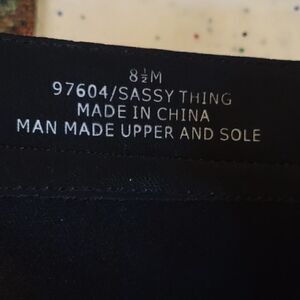 8½M
97604/SASSY THING
MADE IN CHINA
MAN MADE UPPER AND SOLE